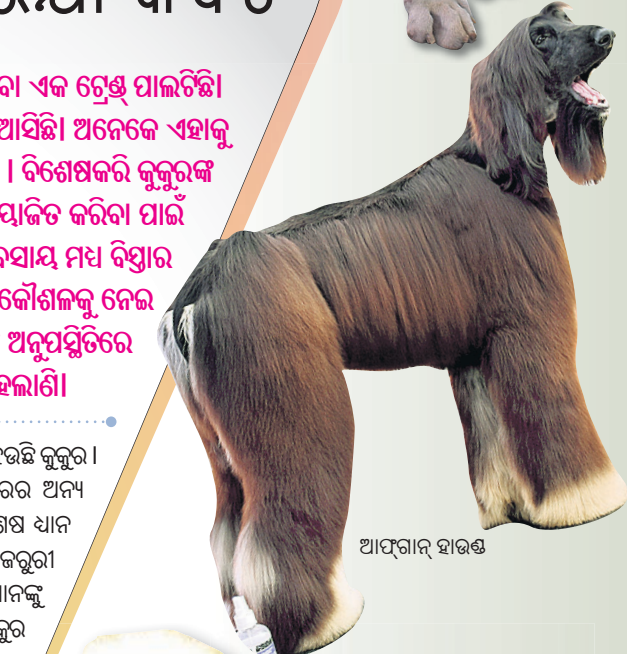 ବା ଏକ ଟ୍ରେଣ୍ଡ୍ ପାଲଟିଛି।
ଆସିଛି। ଅନେକେ ଏହାକୁ
। ବିଶେଷକରି କୁକୁରଙ୍କ
ୟୋଜିତ କରିବା ପାଇଁ
ବସାୟ ମଧ୍ୟ ବିସ୍ତାର
କୌଶଳକୁ ନେଇ
ଅନୁପସ୍ଥିତିରେ
ହେଲାଣି।
ହେଉଛି କୁକୁର।
ରର ଅନ୍ୟ
ଶେଷ ଧ୍ୟାନ
ଜରୁରୀ
ମାନଙ୍କୁ
କୁର
ଆଫ୍‌ଗାନ୍ ହାଉଣ୍ଡ